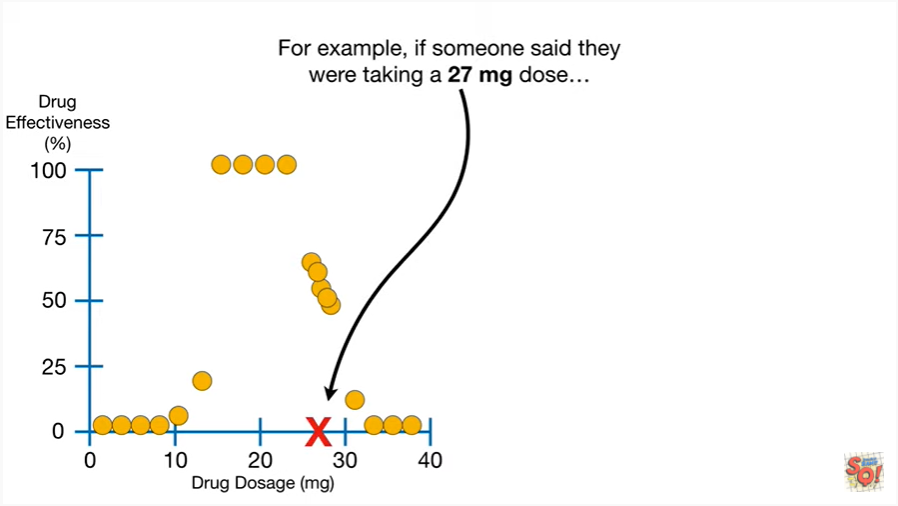 For example, if someone said they
were taking a 27 mg dose…
Drug
Effectiveness
(%)
100
75
50
25
0
X
0 10 20 30 40
Drug Dosage (mg)
SQ!